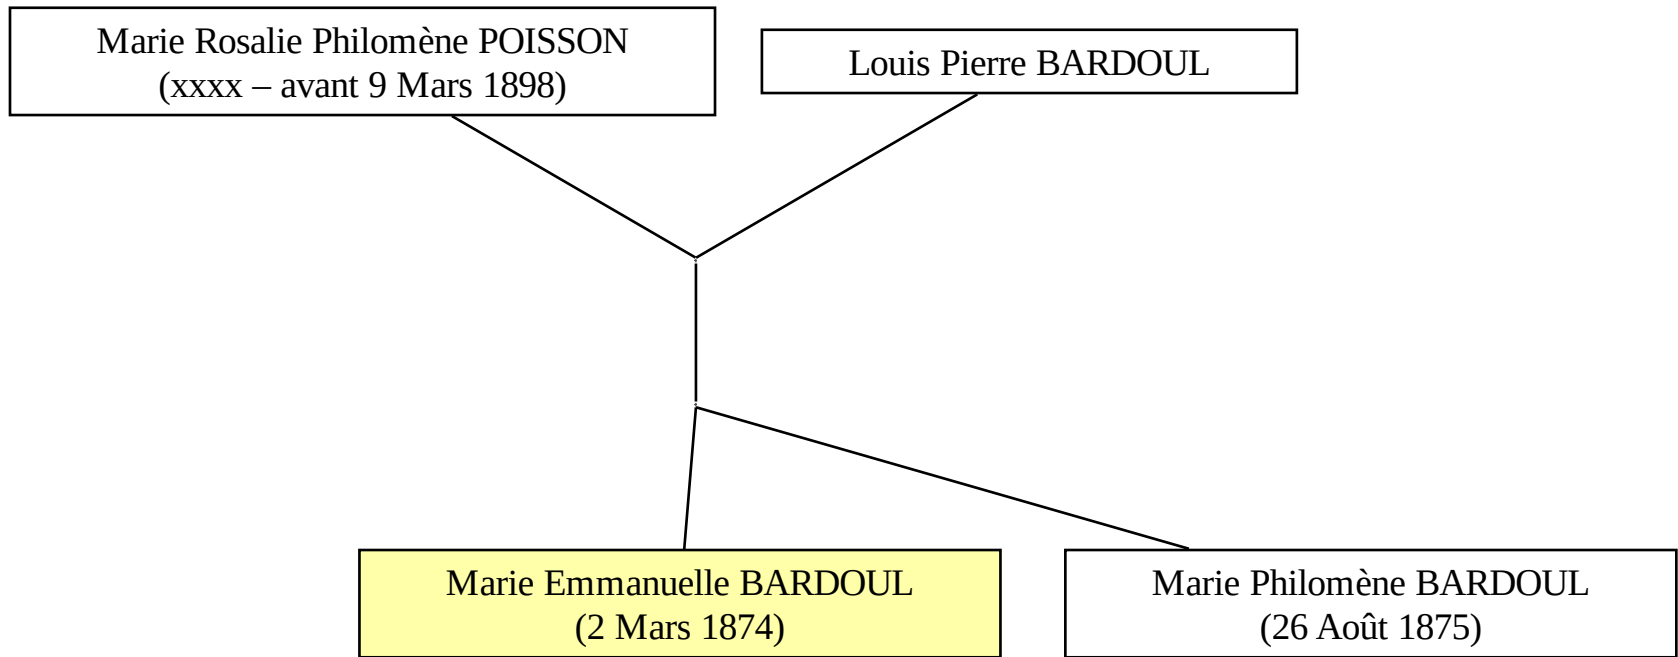 Marie Rosalie Philomène POISSON
(xxxx – avant 9 Mars 1898)
Louis Pierre BARDOUL
Marie Emmanuelle BARDOUL
(2 Mars 1874)
Marie Philomène BARDOUL
(26 Août 1875)